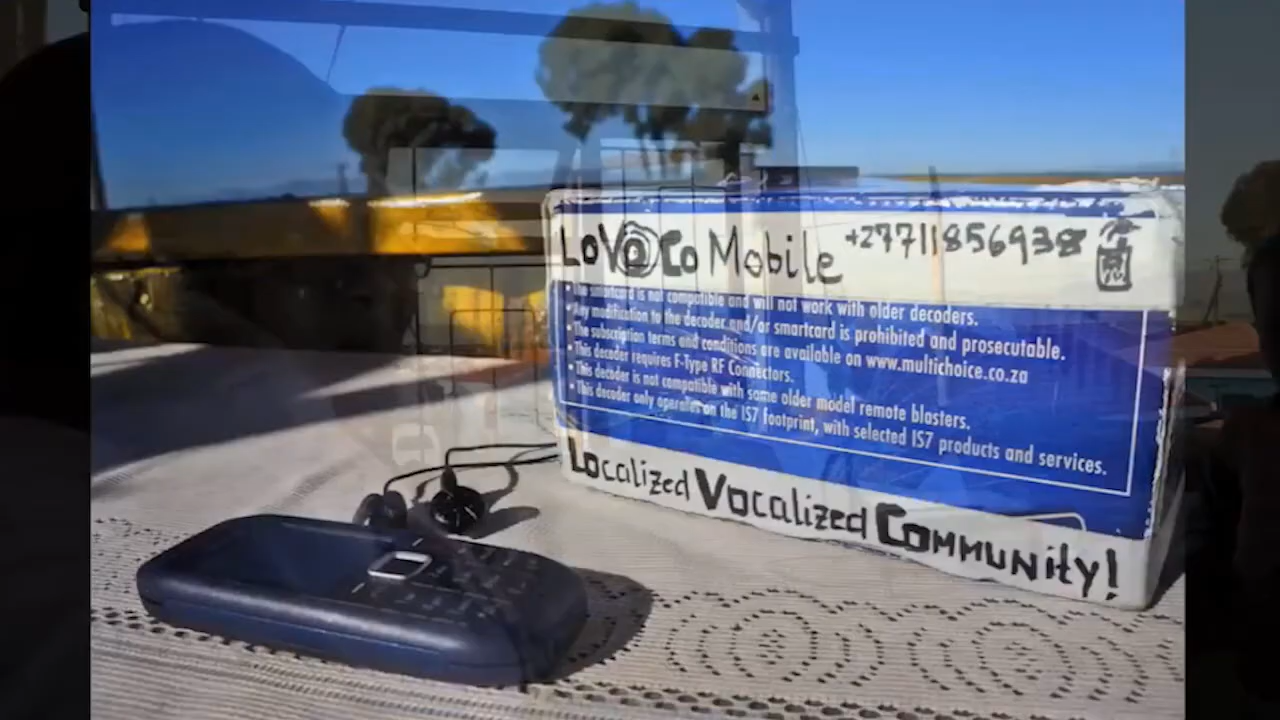 LoV@Co Mobile +27711856938
• The smartcard is not compatible and will not work with older decoders.
• Any modification to the decoder and/or smartcard is prohibited and prosecutable.
• The subscription terms and conditions are available on www.multichoice.co.za
• This decoder requires F-Type RF Connectors.
• This decoder is not compatible with some older model remote blasters.
• This decoder only operates on the IS7 footprint, with selected IS7 products and services.
Localized Vocalized Community!